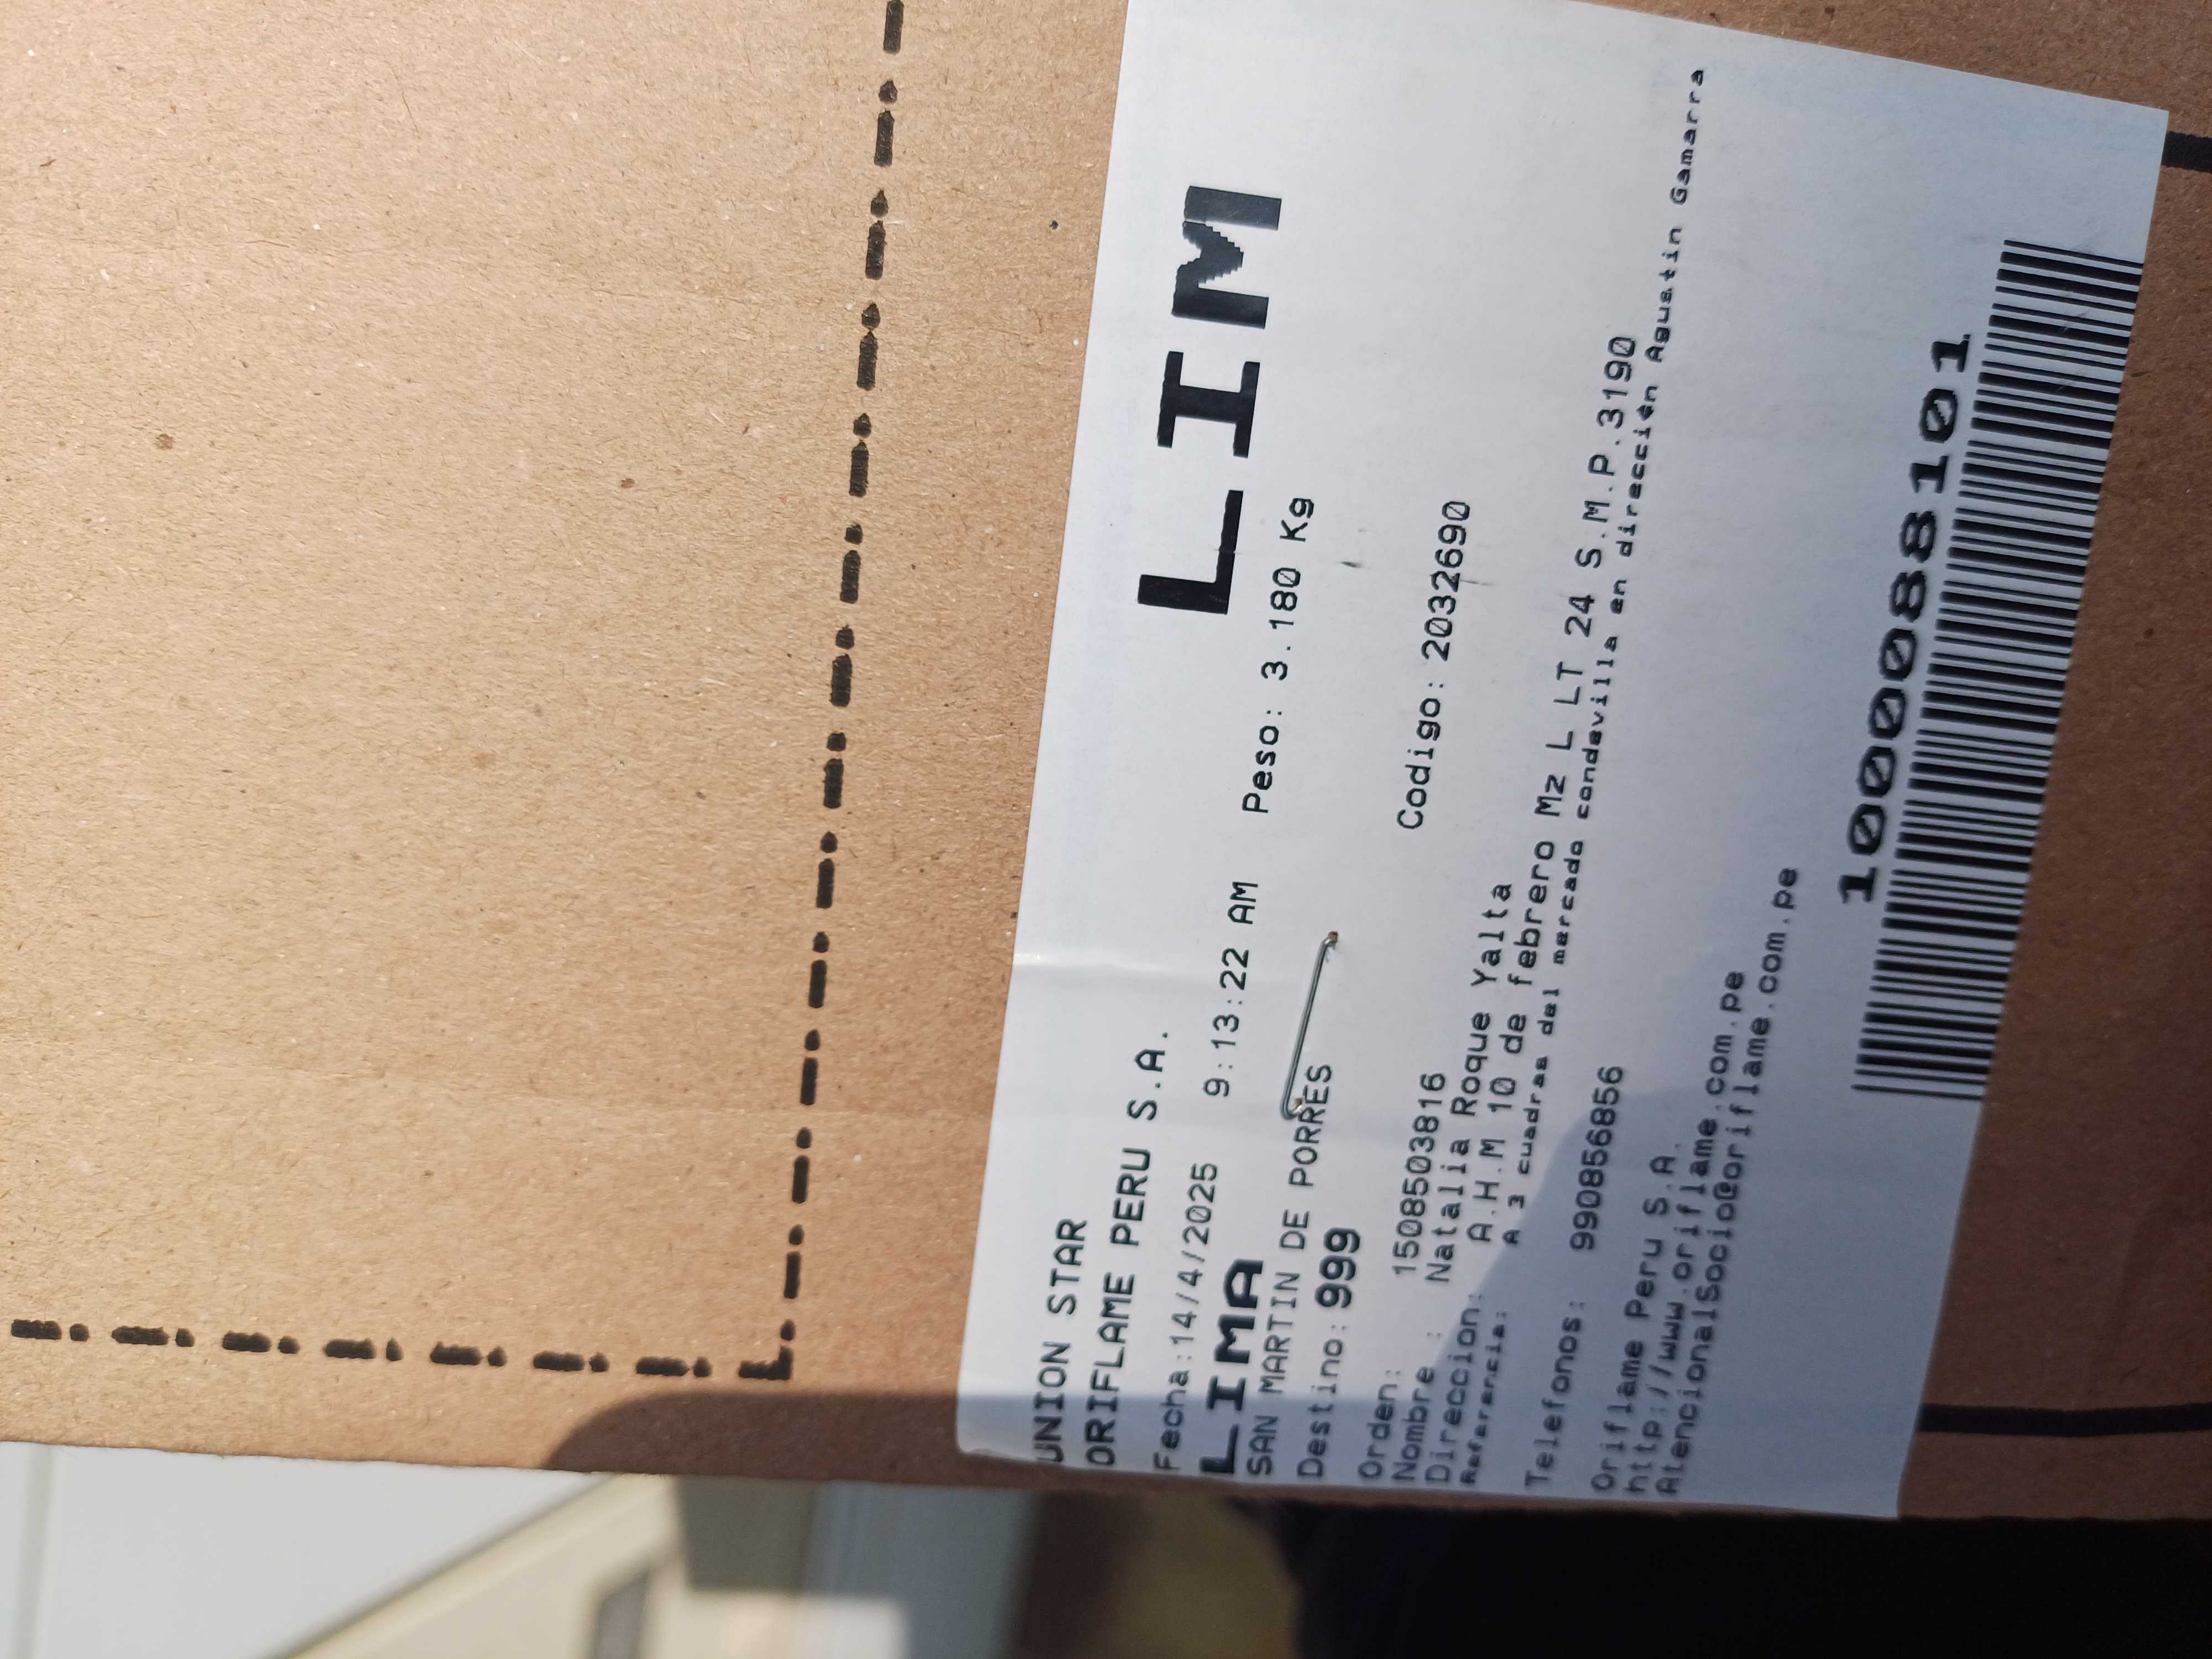 UNION STAR
ORIFLAME PERU S.A.
LIM
Fecha:14/4/2025 9:13:22 AM Peso: 3.180 Kg
LIMA
SAN MARTIN DE PORRES
Destino: 999
Orden: 1508503816 Codigo: 2032690
Nombre : Natalia Roque Yalta
Direccion: A.H.M 10 de febrero Mz L LT 24 S.M.P.3190
Referencia: A 3 cuadras del mercado condevilla en dirección Agustin Gamarra
Telefonos: 990856856
Oriflame Peru S.A.
http://www.oriflame.com.pe
AtencionalSocio@oriflame.com.pe
1000088101